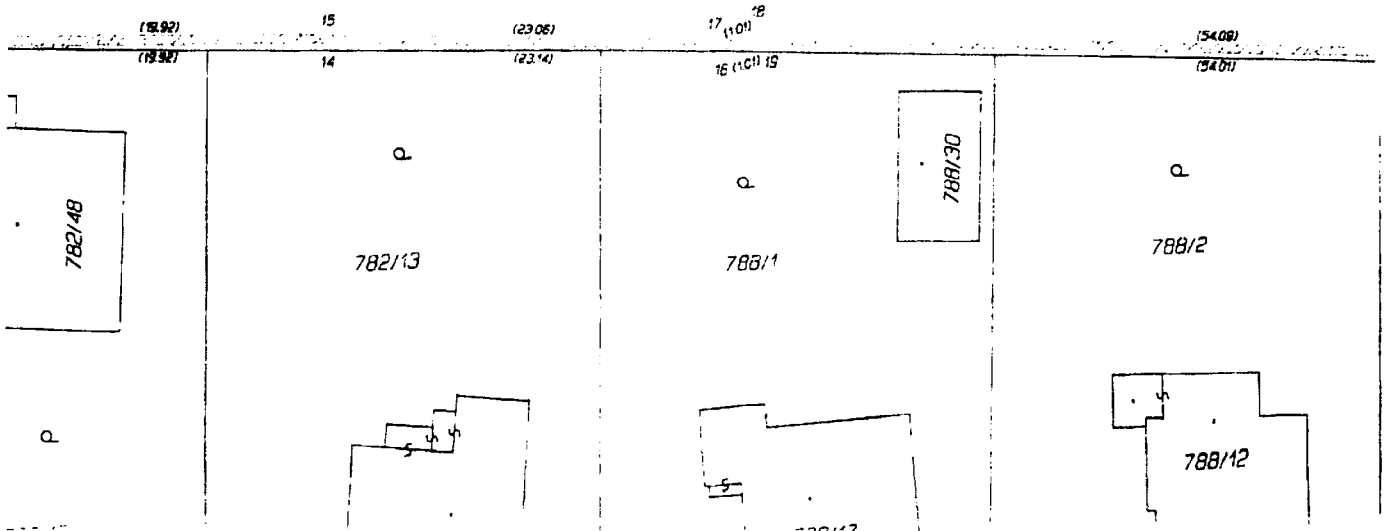 (19.92) 15 (23.06) 17 (1.01) 18 (54.09)
(19.92) 14 (23.14) 16 (1.01) 19 (54.01)
P
P
788/30
P
782/48
782/13
788/1
788/2
P
788/12